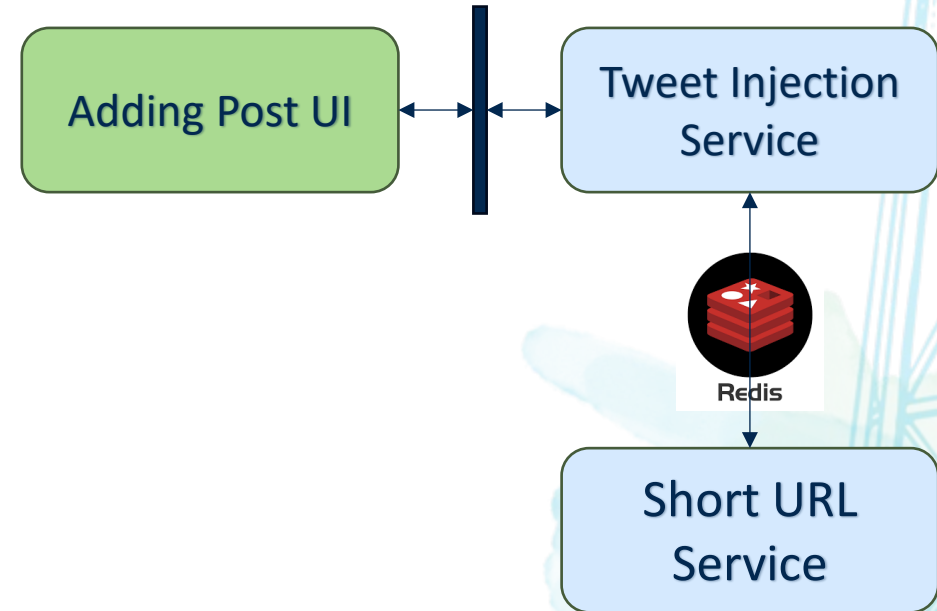 Adding Post UI
Tweet Injection
Service
Redis
Short URL
Service